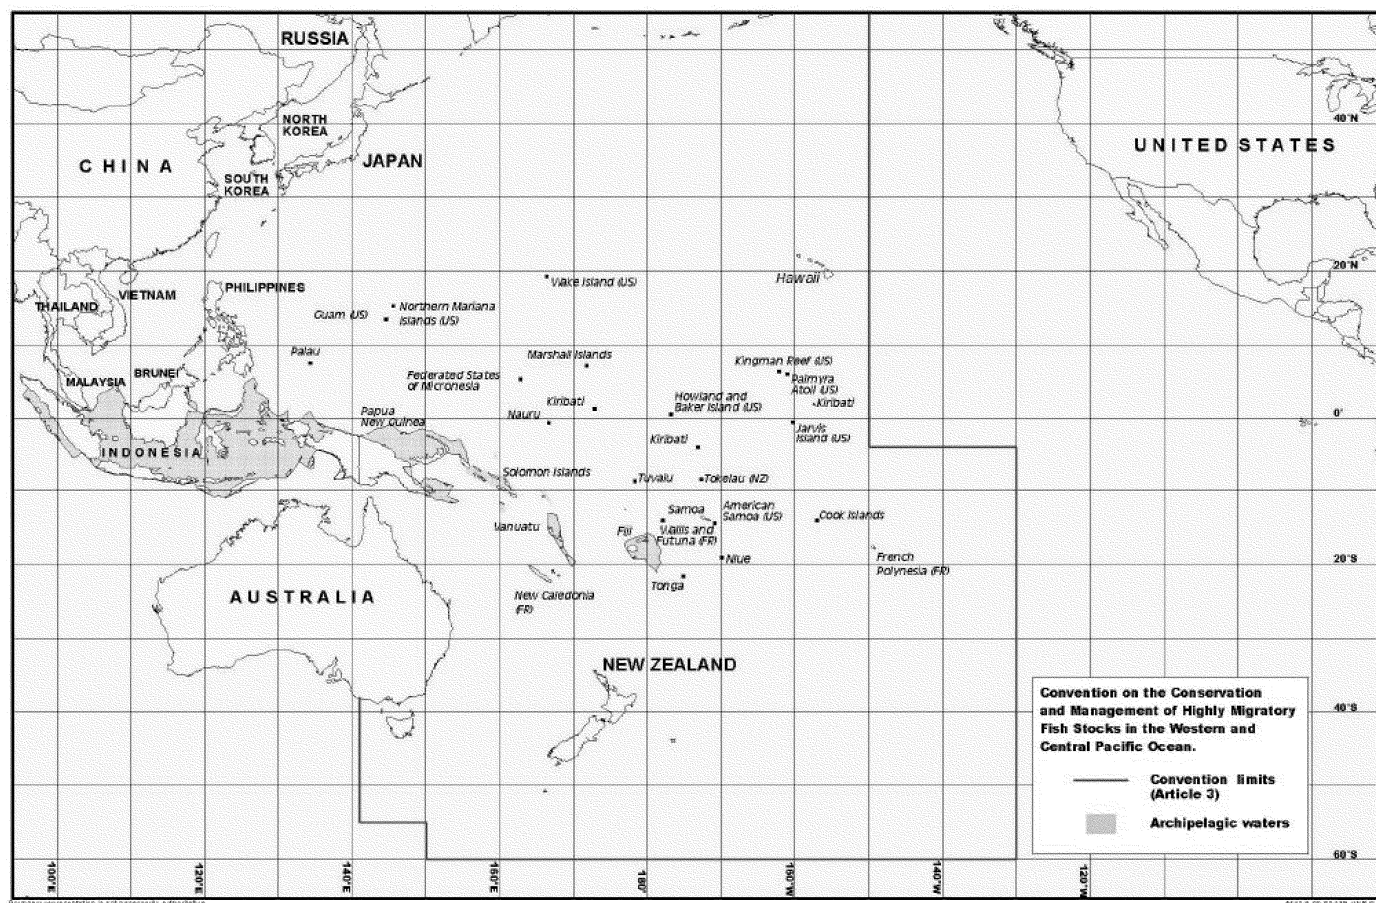 RUSSIA
NORTH
KOREA
CHINA
JAPAN
SOUTH
KOREA
UNITED STATES
40°N
20°N
0°
20°S
40°S
60°S
THAILAND
VIETNAM
PHILIPPINES
Guam (US)
Northern Mariana
Islands (US)
Wake Island (US)
Hawaii
Palau
MALAYSIA
BRUNEI
Marshall Islands
Federated States
of Micronesia
Kingman Reef (US)
Palmyra
Atoll (US)
Kiribati
Howland and
Baker Island (US)
Kiribati
Nauru
Papua
New Guinea
Jarvis
Island (US)
Kiribati
INDONESIA
Solomon Islands
Tuvalu
Tokelau (NZ)
Samoa
American
Samoa (US)
Cook Islands
Vanuatu
Fiji
Wallis and
Futuna (FR)
Niue
French
Polynesia (FR)
Tonga
New Caledonia
(FR)
AUSTRALIA
NEW ZEALAND
Convention on the Conservation
and Management of Highly Migratory
Fish Stocks in the Western and
Central Pacific Ocean.
Convention limits
(Article 3)
Archipelagic waters
100°E
120°E
140°E
160°E
180°
160°W
140°W
120°W